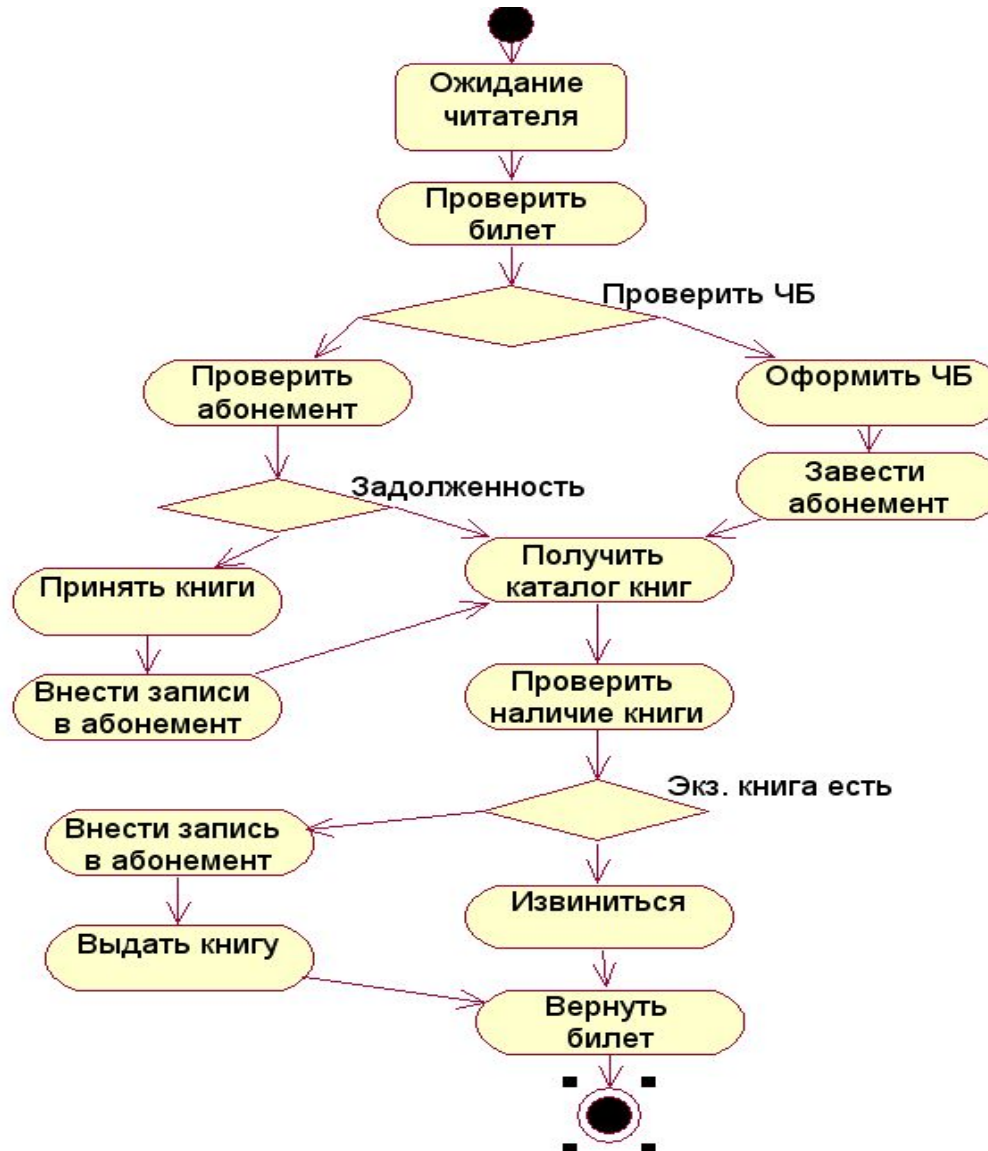 Ожидание
читателя
Проверить
билет
Проверить ЧБ
Проверить
абонемент
Оформить ЧБ
Завести
абонемент
Задолженность
Получить
каталог книг
Принять книги
Внести записи
в абонемент
Проверить
наличие книги
Экз. книга есть
Внести запись
в абонемент
Извиниться
Выдать книгу
Вернуть
билет